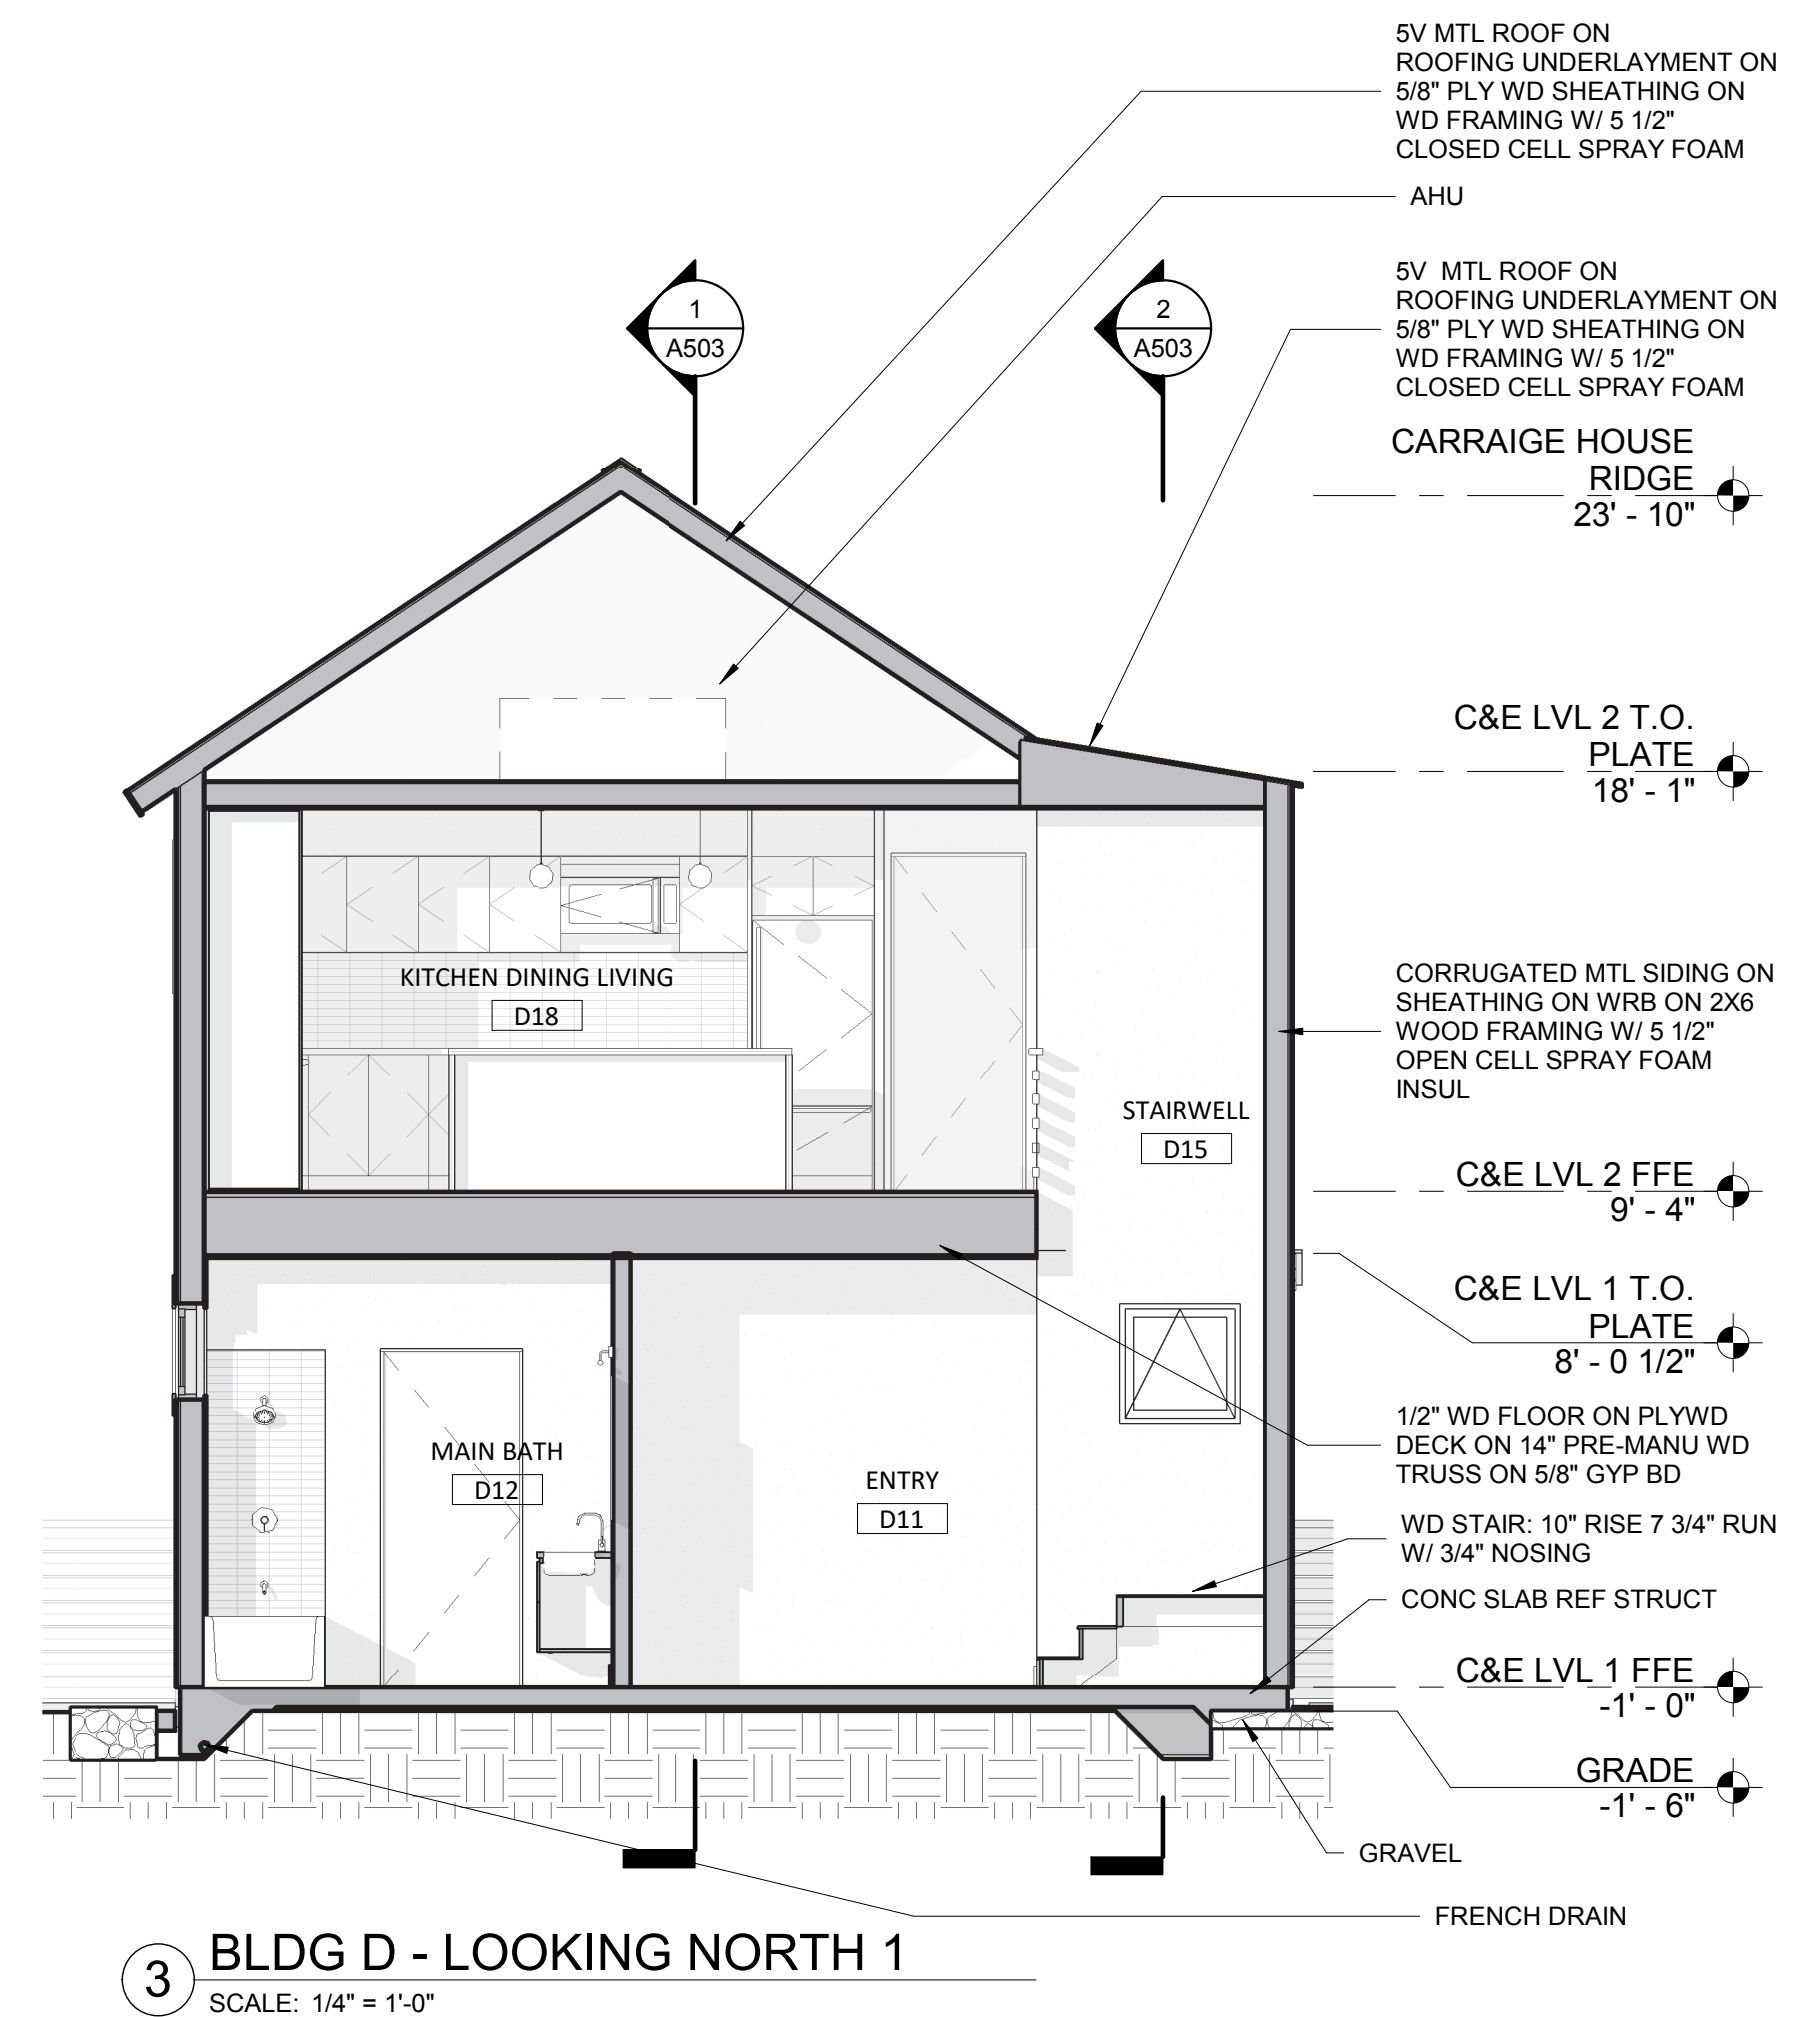 5V MTL ROOF ON
ROOFING UNDERLAYMENT ON
5/8" PLY WD SHEATHING ON
WD FRAMING W/ 5 1/2"
CLOSED CELL SPRAY FOAM
AHU
5V MTL ROOF ON
ROOFING UNDERLAYMENT ON
5/8" PLY WD SHEATHING ON
WD FRAMING W/ 5 1/2"
CLOSED CELL SPRAY FOAM
1
A503
2
A503
CARRAIGE HOUSE
RIDGE
23' - 10"
C&E LVL 2 T.O.
PLATE
18' - 1"
KITCHEN DINING LIVING
D18
CORRUGATED MTL SIDING ON
SHEATHING ON WRB ON 2X6
WOOD FRAMING W/ 5 1/2"
OPEN CELL SPRAY FOAM
INSUL
STAIRWELL
D15
C&E LVL 2 FFE
9' - 4"
C&E LVL 1 T.O.
PLATE
8' - 0 1/2"
1/2" WD FLOOR ON PLYWD
DECK ON 14" PRE-MANU WD
TRUSS ON 5/8" GYP BD
MAIN BATH
D12
ENTRY
D11
WD STAIR: 10" RISE 7 3/4" RUN
W/ 3/4" NOSING
CONC SLAB REF STRUCT
C&E LVL 1 FFE
-1' - 0"
GRADE
-1' - 6"
GRAVEL
FRENCH DRAIN
3
BLDG D - LOOKING NORTH 1
SCALE: 1/4" = 1'-0"